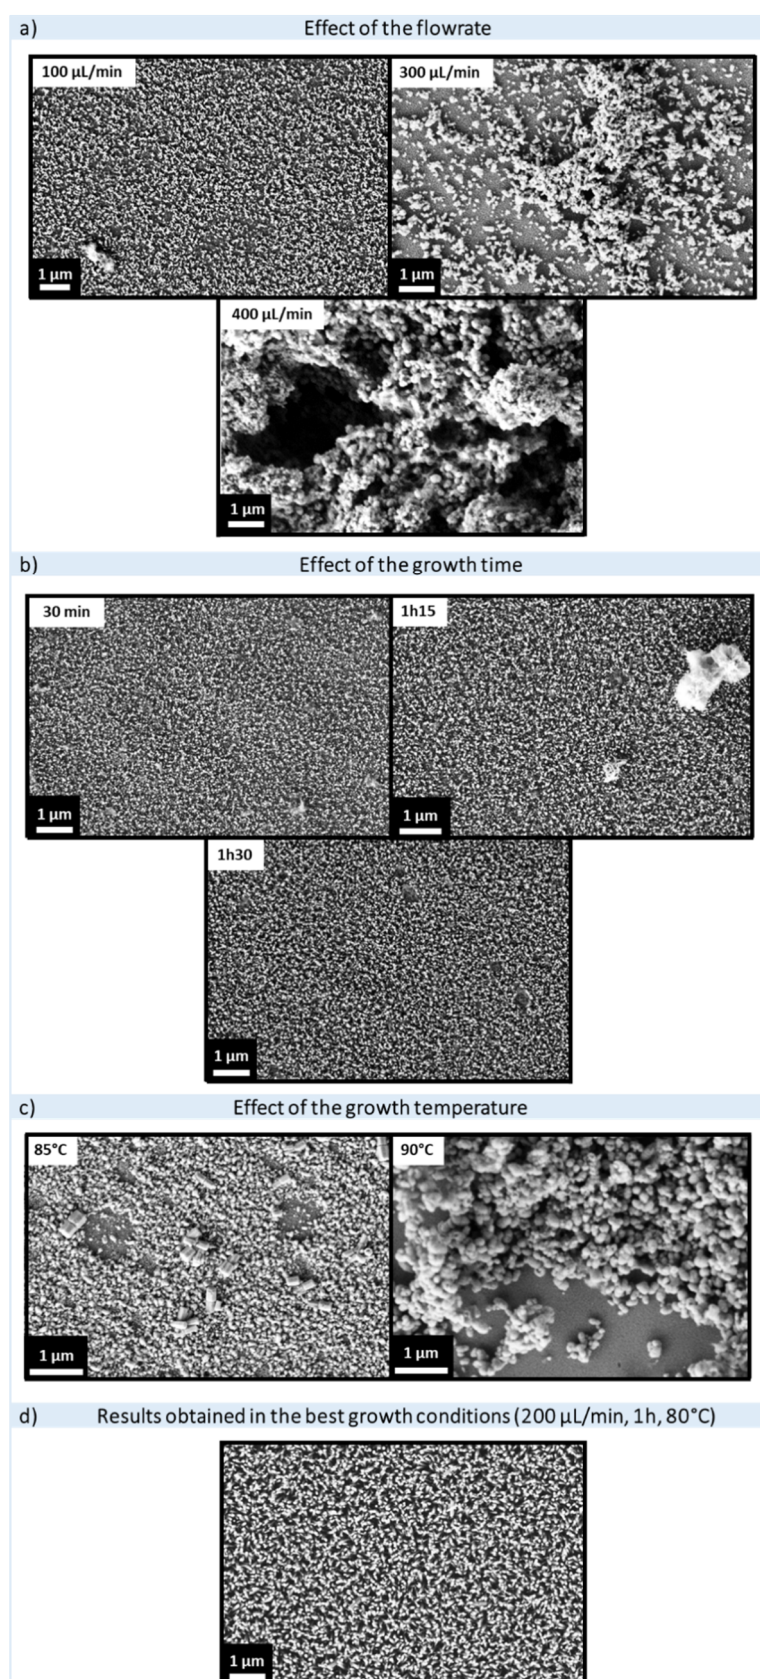 a) Effect of the flowrate
100 µL/min
300 µL/min
1 µm
1 µm
400 µL/min
1 µm
b) Effect of the growth time
30 min
1h15
1 µm
1 µm
1h30
1 µm
c) Effect of the growth temperature
85°C
90°C
1 µm
1 µm
d) Results obtained in the best growth conditions (200 µL/min, 1h, 80°C)
1 µm